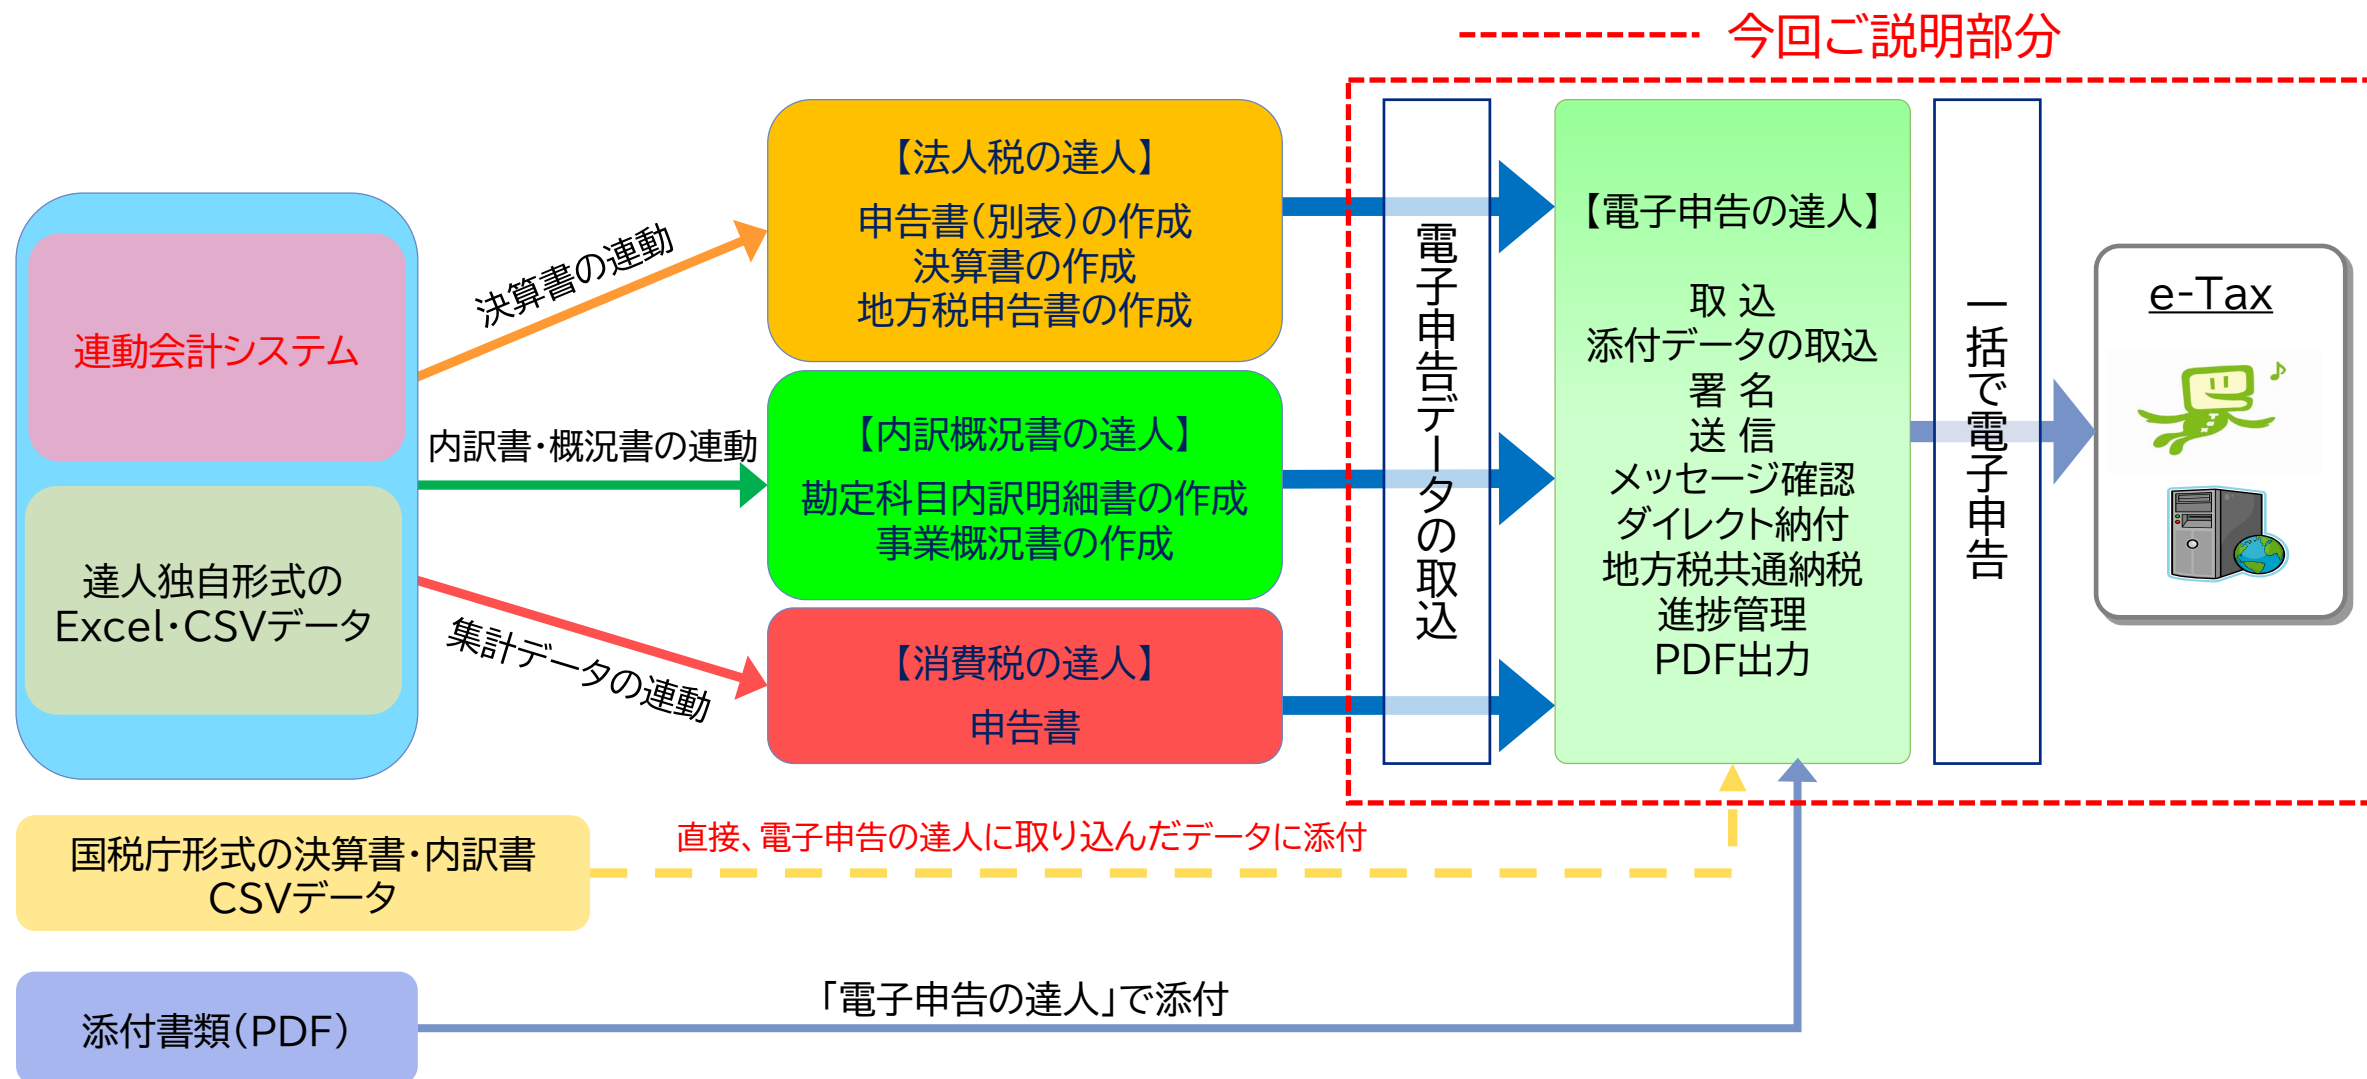 今回ご説明部分
連動会計システム
達人独自形式の
Excel・CSVデータ
決算書の連動
内訳書・概況書の連動
集計データの連動
【法人税の達人】
申告書(別表)の作成
決算書の作成
地方税申告書の作成
【内訳概況書の達人】
勘定科目内訳明細書の作成
事業概況書の作成
【消費税の達人】
申告書
電子申告データの取込
【電子申告の達人】
取 込
添付データの取込
署 名
送 信
メッセージ確認
ダイレクト納付
地方税共通納税
進捗管理
PDF出力
一括で電子申告
e-Tax
国税庁形式の決算書・内訳書
CSVデータ
直接、電子申告の達人に取り込んだデータに添付
添付書類(PDF)
「電子申告の達人」で添付